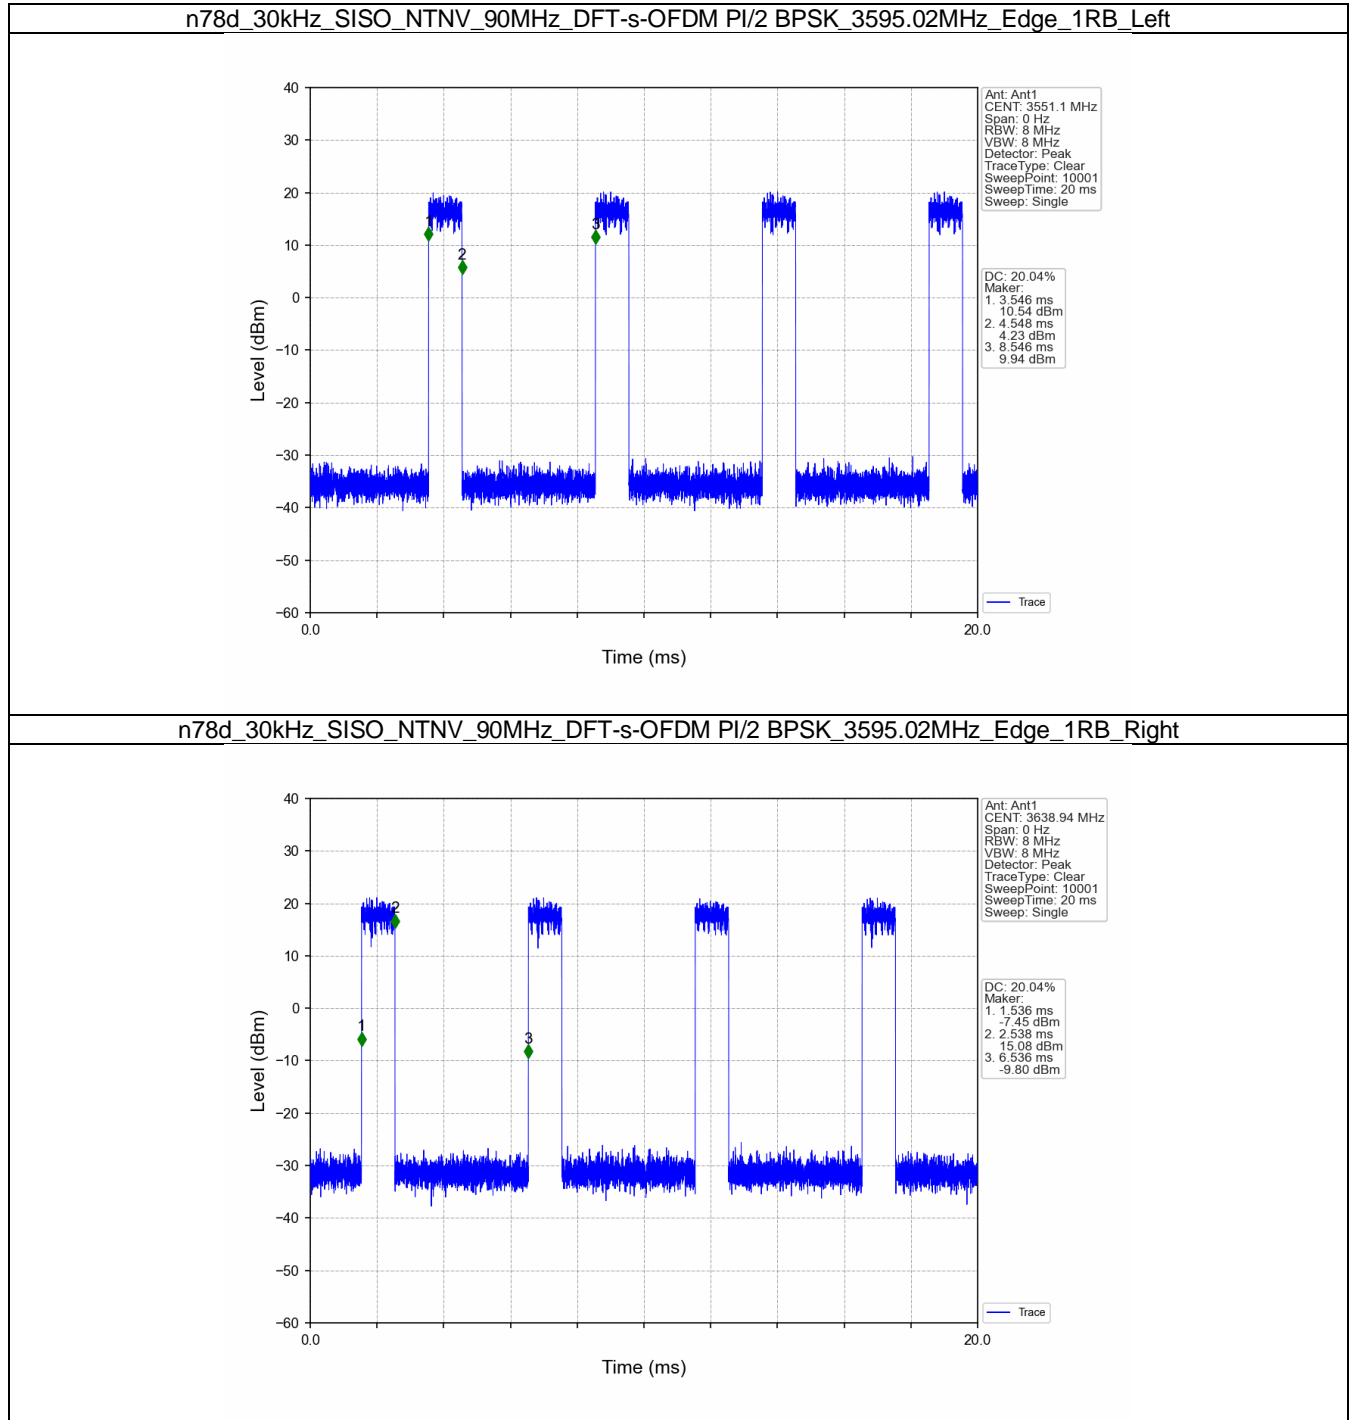 n78d_30kHz_SISO_NTNV_90MHz_DFT-s-OFDM PI/2 BPSK_3595.02MHz_Edge_1RB_Left
40
30
20
10
0
−10
−20
−30
−40
−50
−60
Level (dBm)
1
2
3
0.0
20.0
Time (ms)
Ant: Ant1
CENT: 3551.1 MHz
Span: 0 Hz
RBW: 8 MHz
VBW: 8 MHz
Detector: Peak
TraceType: Clear
SweepPoint: 10001
SweepTime: 20 ms
Sweep: Single
DC: 20.04%
Maker:
1. 3.546 ms
10.54 dBm
2. 4.548 ms
4.23 dBm
3. 8.546 ms
9.94 dBm
Trace
n78d_30kHz_SISO_NTNV_90MHz_DFT-s-OFDM PI/2 BPSK_3595.02MHz_Edge_1RB_Right
40
30
20
10
0
−10
−20
−30
−40
−50
−60
Level (dBm)
1
2
3
0.0
20.0
Time (ms)
Ant: Ant1
CENT: 3638.94 MHz
Span: 0 Hz
RBW: 8 MHz
VBW: 8 MHz
Detector: Peak
TraceType: Clear
SweepPoint: 10001
SweepTime: 20 ms
Sweep: Single
DC: 20.04%
Maker:
1. 1.536 ms
-7.45 dBm
2. 2.538 ms
15.08 dBm
3. 6.536 ms
-9.80 dBm
Trace